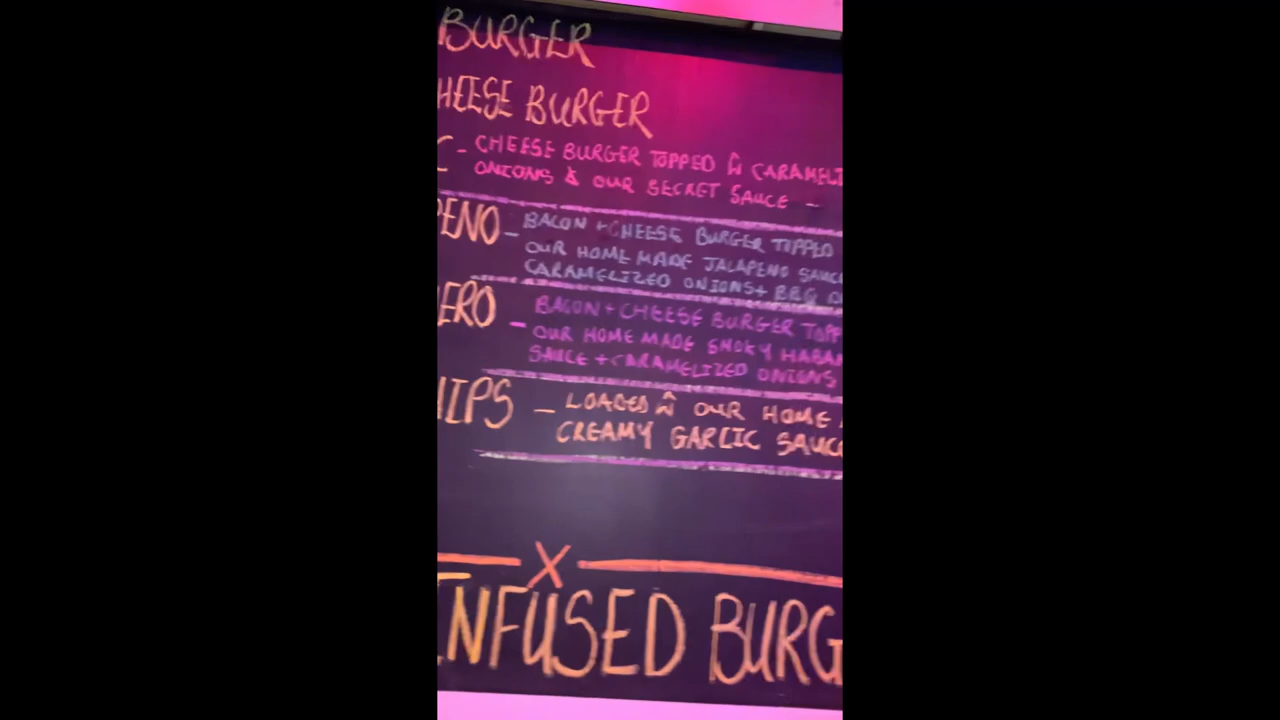 BURGER
HEESE BURGER
C - CHEESE BURGER TOPPED W CARAMELI
ONIONS & OUR SECRET SAUCE -
PENO - BACON + CHEESE BURGER TOPPED
OUR HOME MADE JALAPENO SAUC
CARAMELIZED ONIONS + BBQ
ERO - BACON + CHEESE BURGER TOPP
OUR HOME MADE SMOKY HABAN
SAUCE + CARAMELIZED ONIONS
HIPS - LOADED W OUR HOME
CREAMY GARLIC SAUC
X
INFUSED BURG